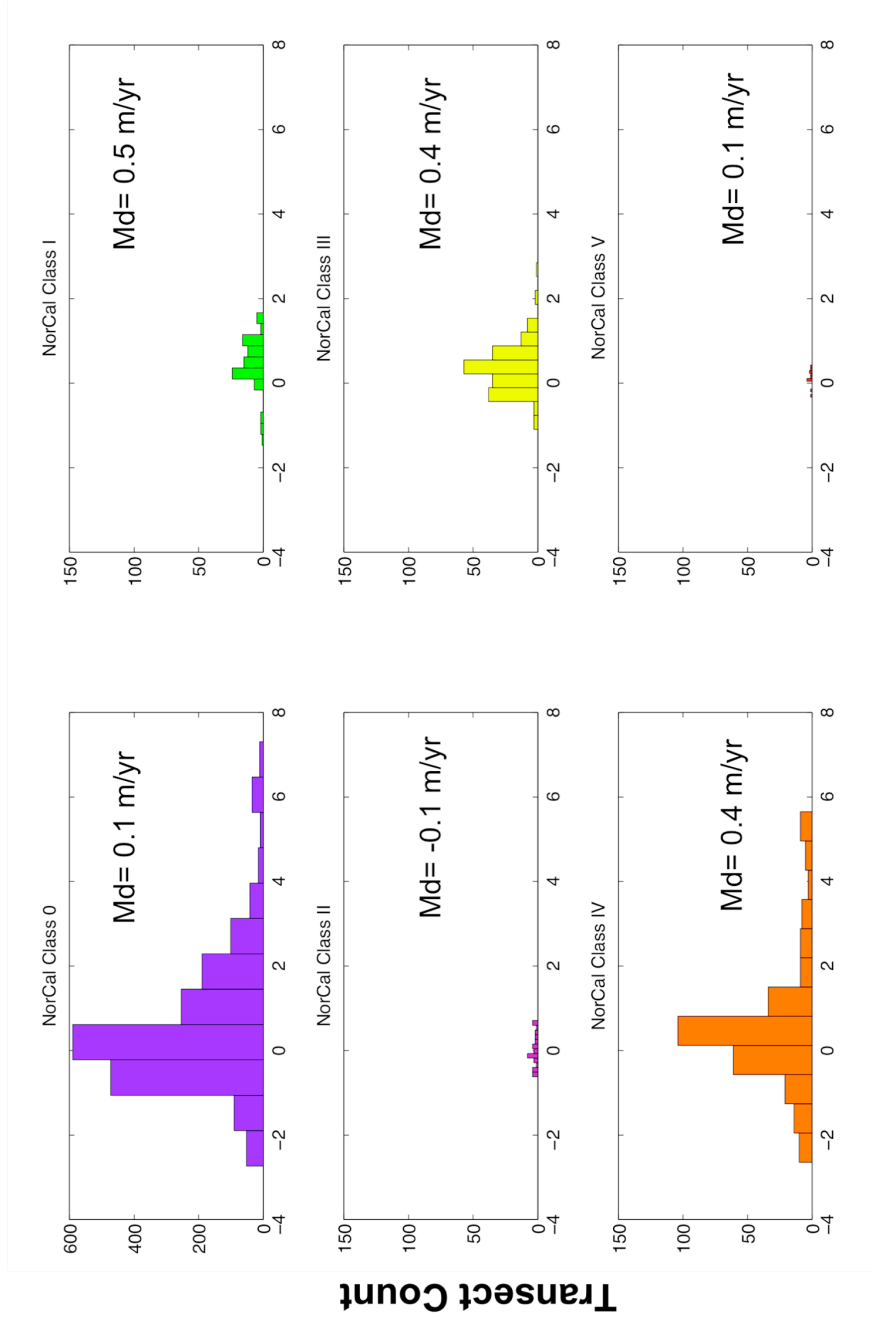 Transect Count
NorCal Class 0
600
400
200
0
−4 −2 0 2 4 6 8
Md= 0.1 m/yr
NorCal Class I
150
100
50
0
−4 −2 0 2 4 6 8
Md= 0.5 m/yr
NorCal Class II
150
100
50
0
−4 −2 0 2 4 6 8
Md= -0.1 m/yr
NorCal Class III
150
100
50
0
−4 −2 0 2 4 6 8
Md= 0.4 m/yr
NorCal Class IV
150
100
50
0
−4 −2 0 2 4 6 8
Md= 0.4 m/yr
NorCal Class V
150
100
50
0
−4 −2 0 2 4 6 8
Md= 0.1 m/yr